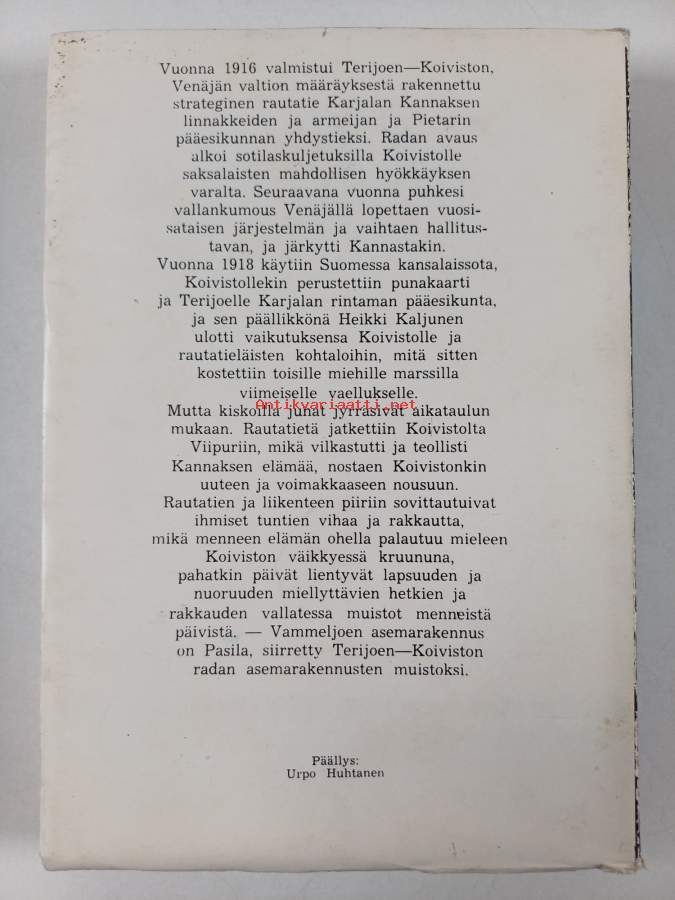 Vuonna 1916 valmistui Terijoen—Koiviston,
Venäjän valtion määräyksestä rakennettu
strateginen rautatie Karjalan Kannaksen
linnakkeiden ja armeijan ja Pietarin
pääesikunnan yhdystieksi. Radan avaus
alkoi sotilaskuljetuksilla Koivistolle
saksalaisten mahdollisen hyökkäyksen
varalta. Seuraavana vuonna puhkesi
vallankumous Venäjällä lopettaen vuosi-
sataisen järjestelmän ja vaihtaen hallitus-
tavan, ja järkytti Kannastakin.
Vuonna 1918 käytiin Suomessa kansalaissota,
Koivistollekin perustettiin punakaarti
ja Terijoelle Karjalan rintaman pääesikunta,
ja sen päällikkönä Heikki Kaljunen
ulotti vaikutuksensa Koivistolle ja
rautatieläisten kohtaloihin, mitä sitten
kostettiin toisille miehille marssilla
viimeiselle vaellukselle.
Antikvariaatti.net
Mutta kiskoilla junat jyrräsivät aikataulun
mukaan. Rautatietä jatkettiin Koivistolta
Viipuriin, mikä vilkastutti ja teollisti
Kannaksen elämää, nostaen Koivistonkin
uuteen ja voimakkaaseen nousuun.
Rautatien ja liikenteen piiriin sovittautuivat
ihmiset tuntien vihaa ja rakkautta,
mikä menneen elämän ohella palautuu mieleen
Koiviston väikkyessä kruununa,
pahatkin päivät lientyvät lapsuuden ja
nuoruuden miellyttävien hetkien ja
rakkauden vallatessa muistot menneistä
päivistä. — Vammeljoen asemarakennus
on Pasila, siirretty Terijoen—Koiviston
radan asemarakennusten muistoksi.
Päällys:
Urpo Huhtanen